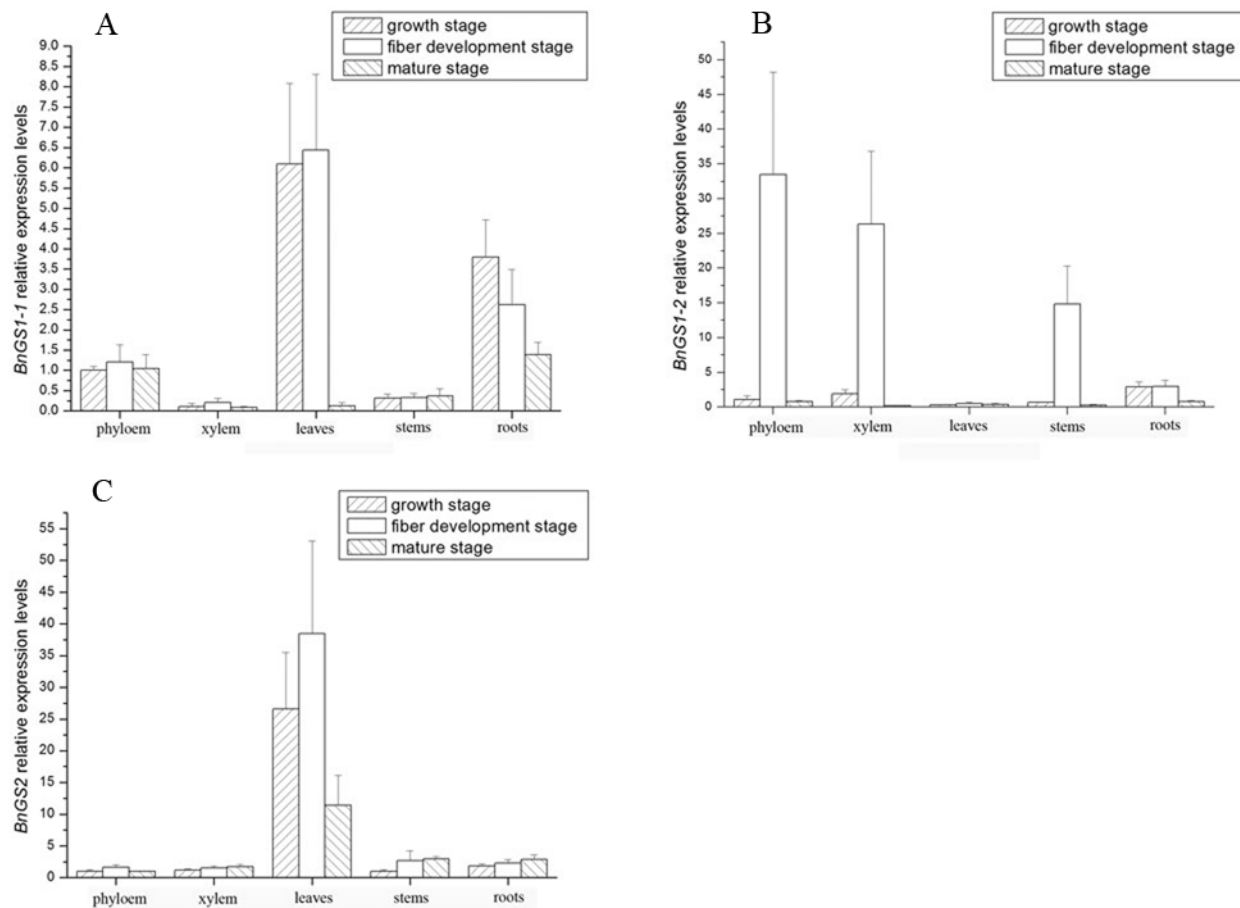 A
growth stage
fiber development stage
mature stage
BnGS1-1 relative expression levels
9.0
8.5
8.0
7.5
7.0
6.5
6.0
5.5
5.0
4.5
4.0
3.5
3.0
2.5
2.0
1.5
1.0
0.5
0.0
phyloem xylem leaves stems roots
B
growth stage
fiber development stage
mature stage
BnGS1-2 relative expression levels
50
45
40
35
30
25
20
15
10
5
0
phyloem xylem leaves stems roots
C
growth stage
fiber development stage
mature stage
BnGS2 relative expression levels
55
50
45
40
35
30
25
20
15
10
5
0
phyloem xylem leaves stems roots